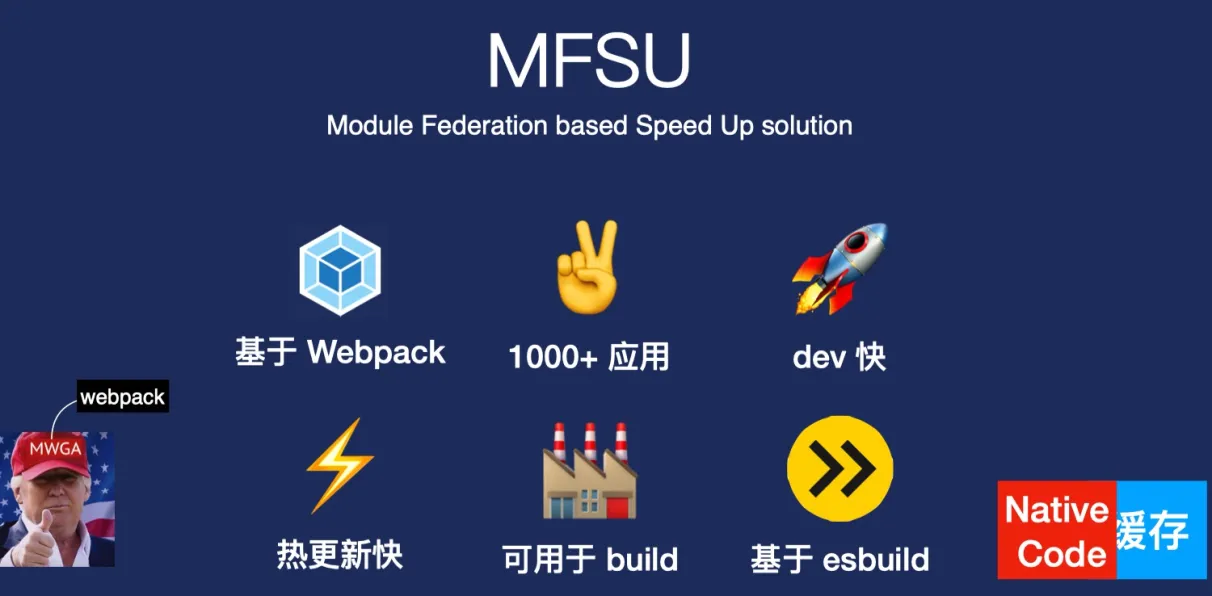 MFSU
Module Federation based Speed Up solution
基于 Webpack
1000+ 应用
dev 快
webpack
MWGA
热更新快
可用于 build
基于 esbuild
Native
Code
缓存